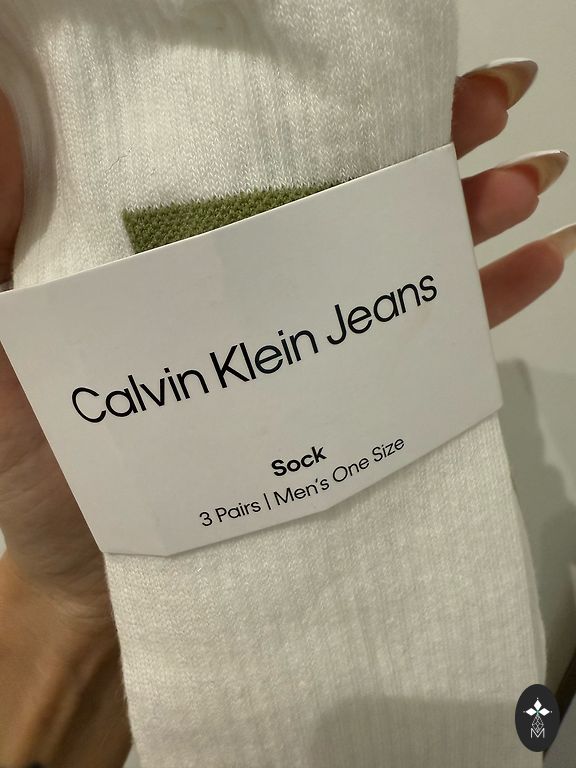 Calvin Klein Jeans
Sock
3 Pairs | Men's One Size
M